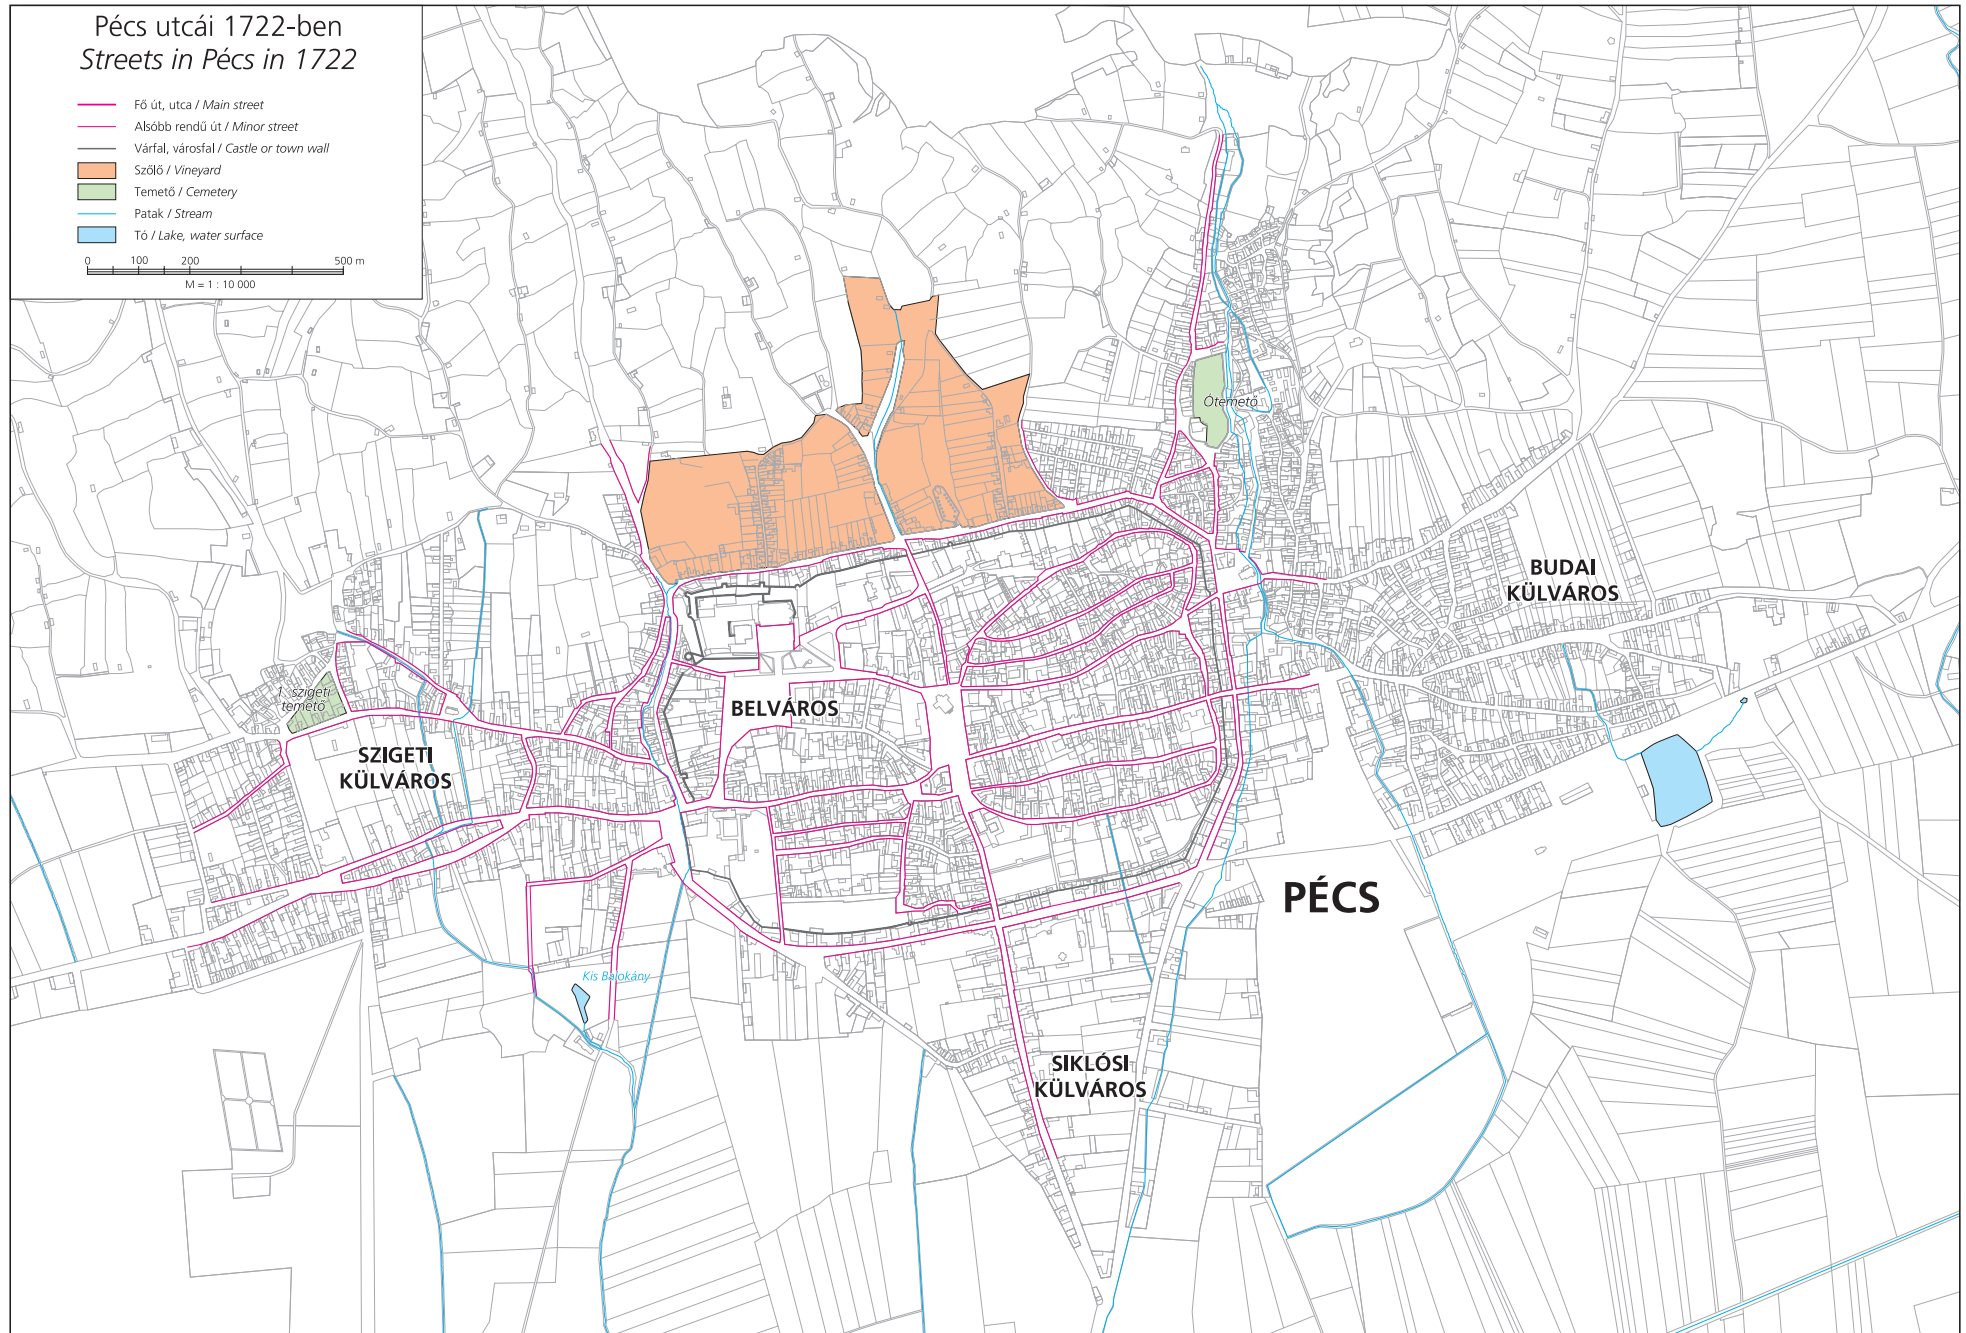 Pécs utcái 1722-ben
Streets in Pécs in 1722
Fő út, utca / Main street
Alsóbb rendű út / Minor street
Várfal, városfal / Castle or town wall
Szőlő / Vineyard
Temető / Cemetery
Patak / Stream
Tó / Lake, water surface
0 100 200 500 m
M = 1 : 10 000
Ótemető
BUDAI
KÜLVÁROS
1. szigeti
temető
BELVÁROS
SZIGETI
KÜLVÁROS
PÉCS
Kis Balokány
SIKLÓSI
KÜLVÁROS